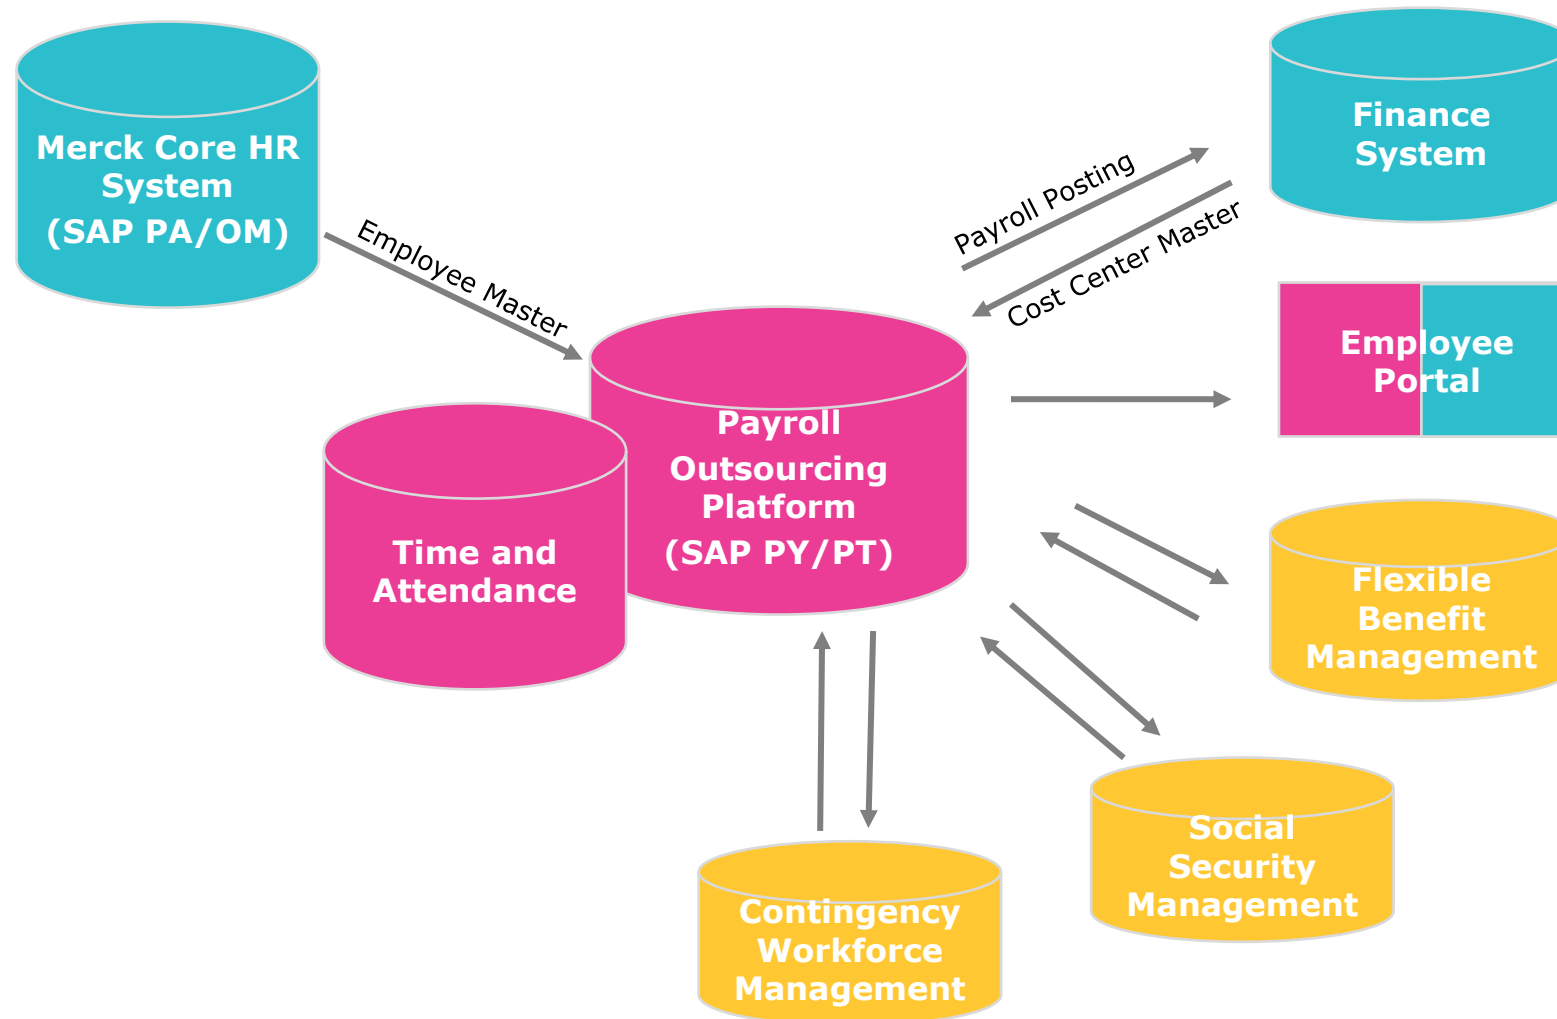 Merck Core HR
System
(SAP PA/OM)
Employee Master
Payroll Posting
Cost Center Master
Finance
System
Employee
Portal
Payroll
Outsourcing
Platform
(SAP PY/PT)
Time and
Attendance
Flexible
Benefit
Management
Social
Security
Management
Contingency
Workforce
Management